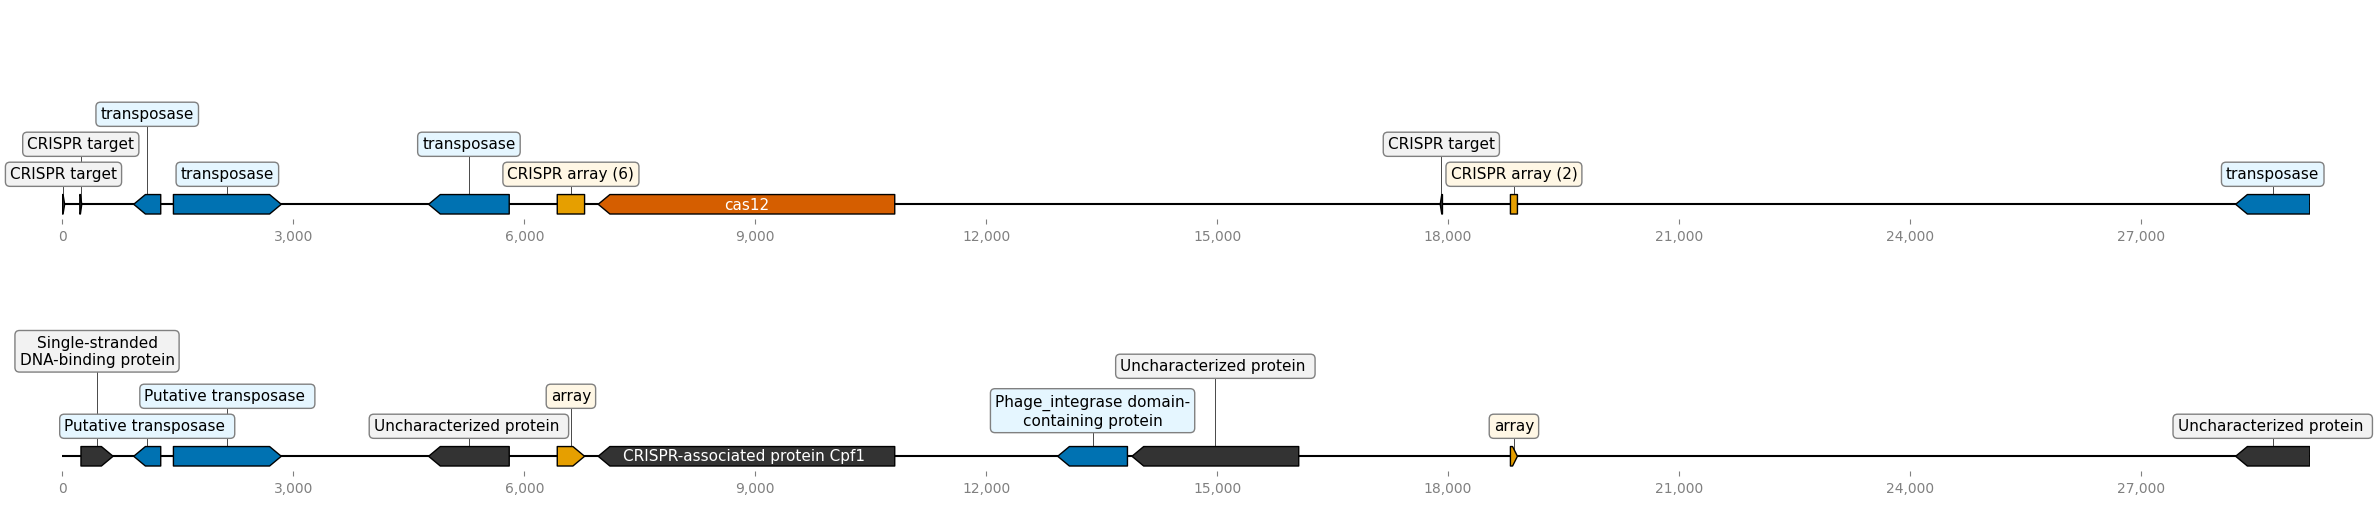 transposase
CRISPR target
transposase
CRISPR target
CRISPR target
transposase
CRISPR array (6)
CRISPR array (2)
transposase
cas12
0 3,000 6,000 9,000 12,000 15,000 18,000 21,000 24,000 27,000
Single-stranded
DNA-binding protein
Uncharacterized protein
Putative transposase
array
Phage_integrase domain-
containing protein
Putative transposase
Uncharacterized protein
array
Uncharacterized protein
CRISPR-associated protein Cpf1
0 3,000 6,000 9,000 12,000 15,000 18,000 21,000 24,000 27,000